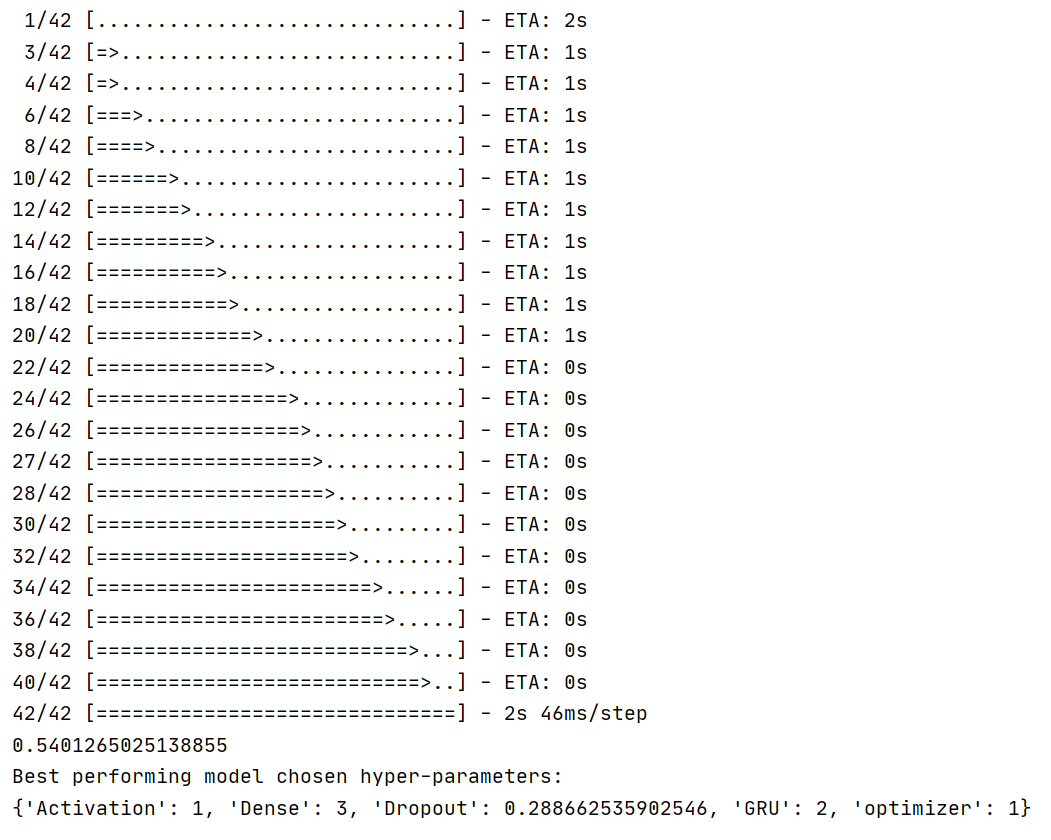 1/42 [..............................] - ETA: 2s
3/42 [=>............................] - ETA: 1s
4/42 [=>............................] - ETA: 1s
6/42 [===>..........................] - ETA: 1s
8/42 [====>.........................] - ETA: 1s
10/42 [======>.......................] - ETA: 1s
12/42 [=======>......................] - ETA: 1s
14/42 [=========>....................] - ETA: 1s
16/42 [==========>...................] - ETA: 1s
18/42 [===========>..................] - ETA: 1s
20/42 [=============>................] - ETA: 1s
22/42 [==============>...............] - ETA: 0s
24/42 [================>.............] - ETA: 0s
26/42 [=================>............] - ETA: 0s
27/42 [==================>...........] - ETA: 0s
28/42 [===================>..........] - ETA: 0s
30/42 [====================>.........] - ETA: 0s
32/42 [=====================>........] - ETA: 0s
34/42 [=======================>......] - ETA: 0s
36/42 [========================>.....] - ETA: 0s
38/42 [==========================>...] - ETA: 0s
40/42 [===========================>..] - ETA: 0s
42/42 [==============================] - 2s 46ms/step
0.5401265025138855
Best performing model chosen hyper-parameters:
{'Activation': 1, 'Dense': 3, 'Dropout': 0.288662535902546, 'GRU': 2, 'optimizer': 1}